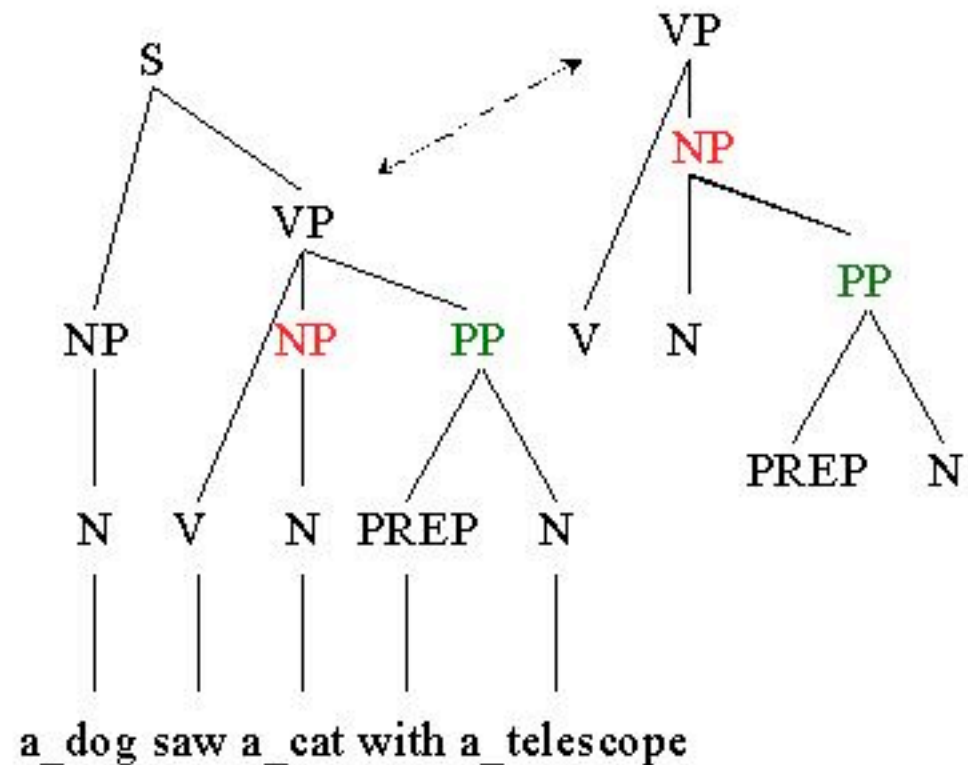 VP
S
NP
VP
PP
NP NP PP V N
PREP N
N V N PREP N
a_dog saw a_cat with a_telescope